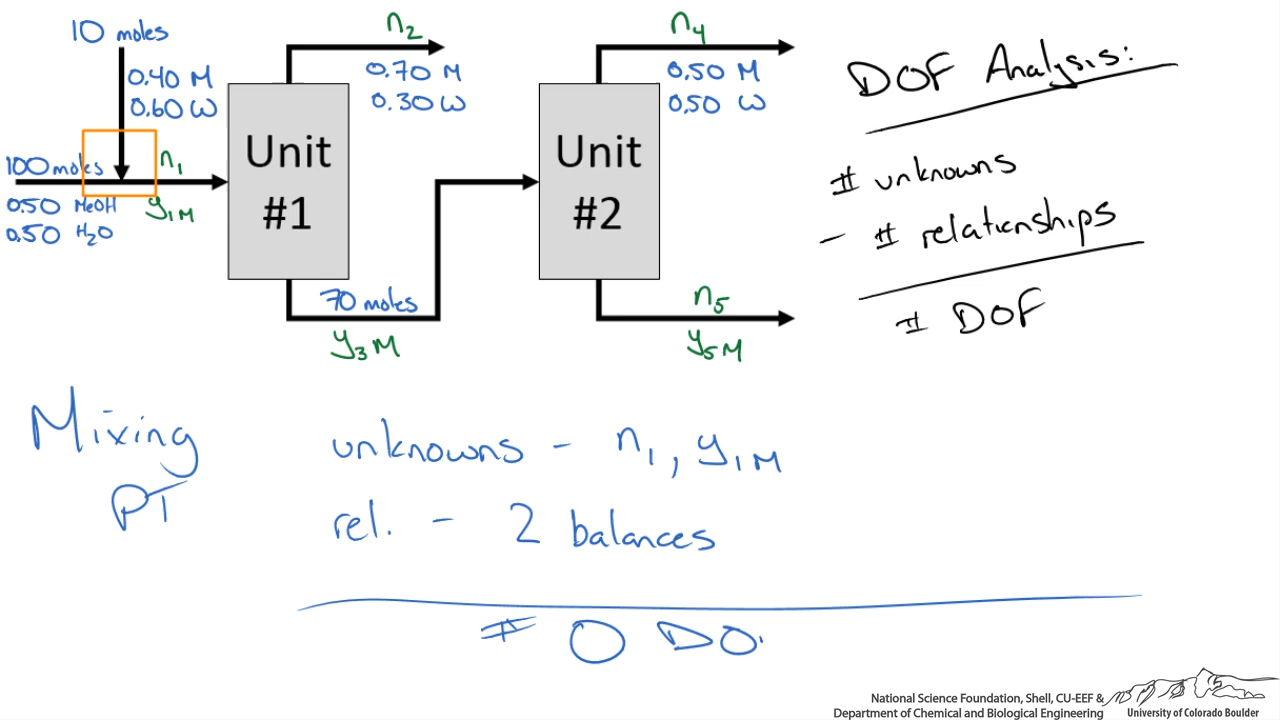 10 moles
0.40 M
0.60 W
100 moles
0.50 MeOH
0.50 H₂O
n₁
y₁M
Unit
#1
n₂
0.70 M
0.30 W
70 moles
y₃M
Unit
#2
n₄
0.50 M
0.50 W
n₅
y₅M
DOF Analysis:
# unknowns
- # relationships
# DOF
Mixing
PT
unknowns - n₁, y₁M
rel. - 2 balances
# 0 DO
National Science Foundation, Shell, CU-EEF &
Department of Chemical and Biological Engineering
University of Colorado Boulder